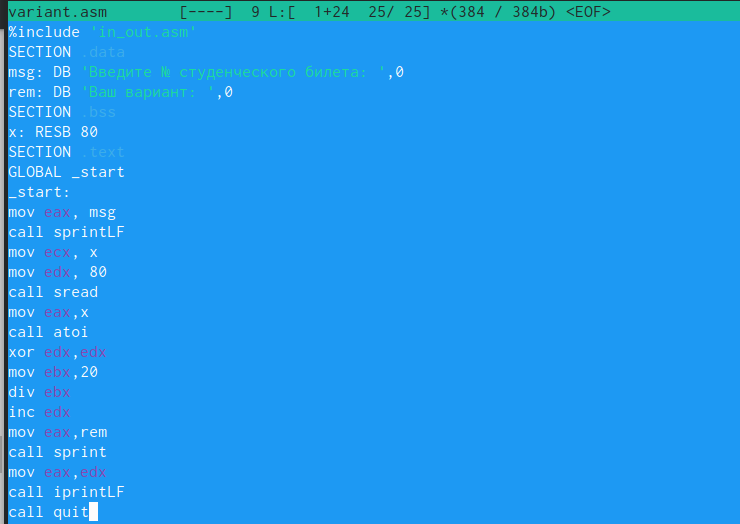 variant.asm        [----]  9 L:[  1+24  25/ 25] *(384 / 384b) <EOF>
%include 'in_out.asm'
SECTION .data
msg: DB 'Введите № студенческого билета: ',0
rem: DB 'Ваш вариант: ',0
SECTION .bss
x: RESB 80
SECTION .text
GLOBAL _start
_start:
mov eax, msg
call sprintLF
mov ecx, x
mov edx, 80
call sread
mov eax,x
call atoi
xor edx,edx
mov ebx,20
div ebx
inc edx
mov eax,rem
call sprint
mov eax,edx
call iprintLF
call quit